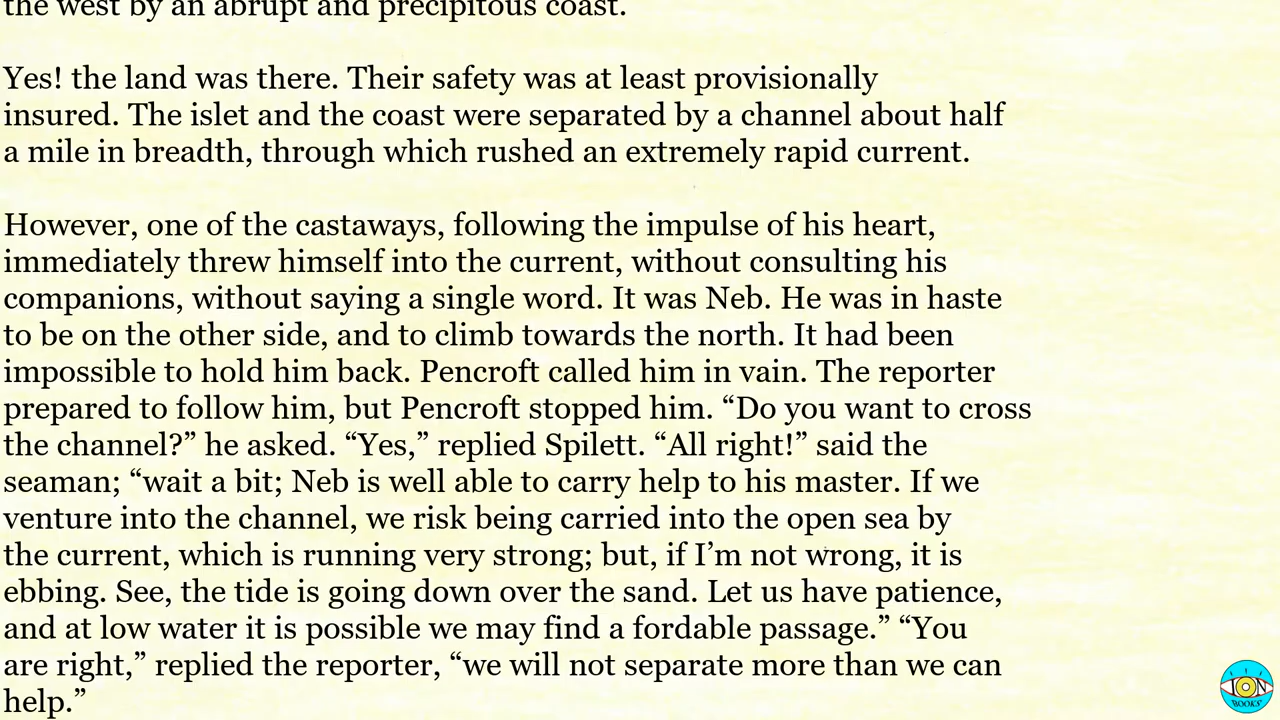 the west by an abrupt and precipitous coast.
Yes! the land was there. Their safety was at least provisionally
insured. The islet and the coast were separated by a channel about half
a mile in breadth, through which rushed an extremely rapid current.
However, one of the castaways, following the impulse of his heart,
immediately threw himself into the current, without consulting his
companions, without saying a single word. It was Neb. He was in haste
to be on the other side, and to climb towards the north. It had been
impossible to hold him back. Pencroft called him in vain. The reporter
prepared to follow him, but Pencroft stopped him. “Do you want to cross
the channel?” he asked. “Yes,” replied Spilett. “All right!” said the
seaman; “wait a bit; Neb is well able to carry help to his master. If we
venture into the channel, we risk being carried into the open sea by
the current, which is running very strong; but, if I’m not wrong, it is
ebbing. See, the tide is going down over the sand. Let us have patience,
and at low water it is possible we may find a fordable passage.” “You
are right,” replied the reporter, “we will not separate more than we can
help.”
ION
BOOKS